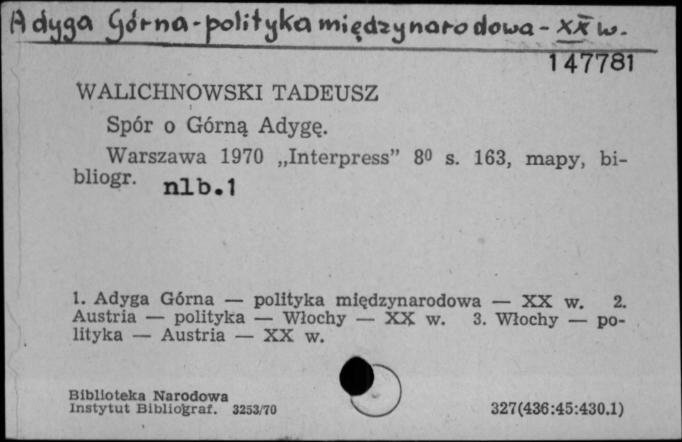 Adyga Górna-polityka międzynarodowa-XX w.
147781
WALICHNOWSKI TADEUSZ
Spór o Górną Adygę.
Warszawa 1970 „Interpress” 8⁰ s. 163, mapy, bi-
bliogr. nlb.1
1. Adyga Górna — polityka międzynarodowa — XX w. 2.
Austria — polityka — Włochy — XX w. 3. Włochy — po-
lityka — Austria — XX w.
Biblioteka Narodowa
Instytut Bibliograf. 3253/70
327(436:45:430.1)